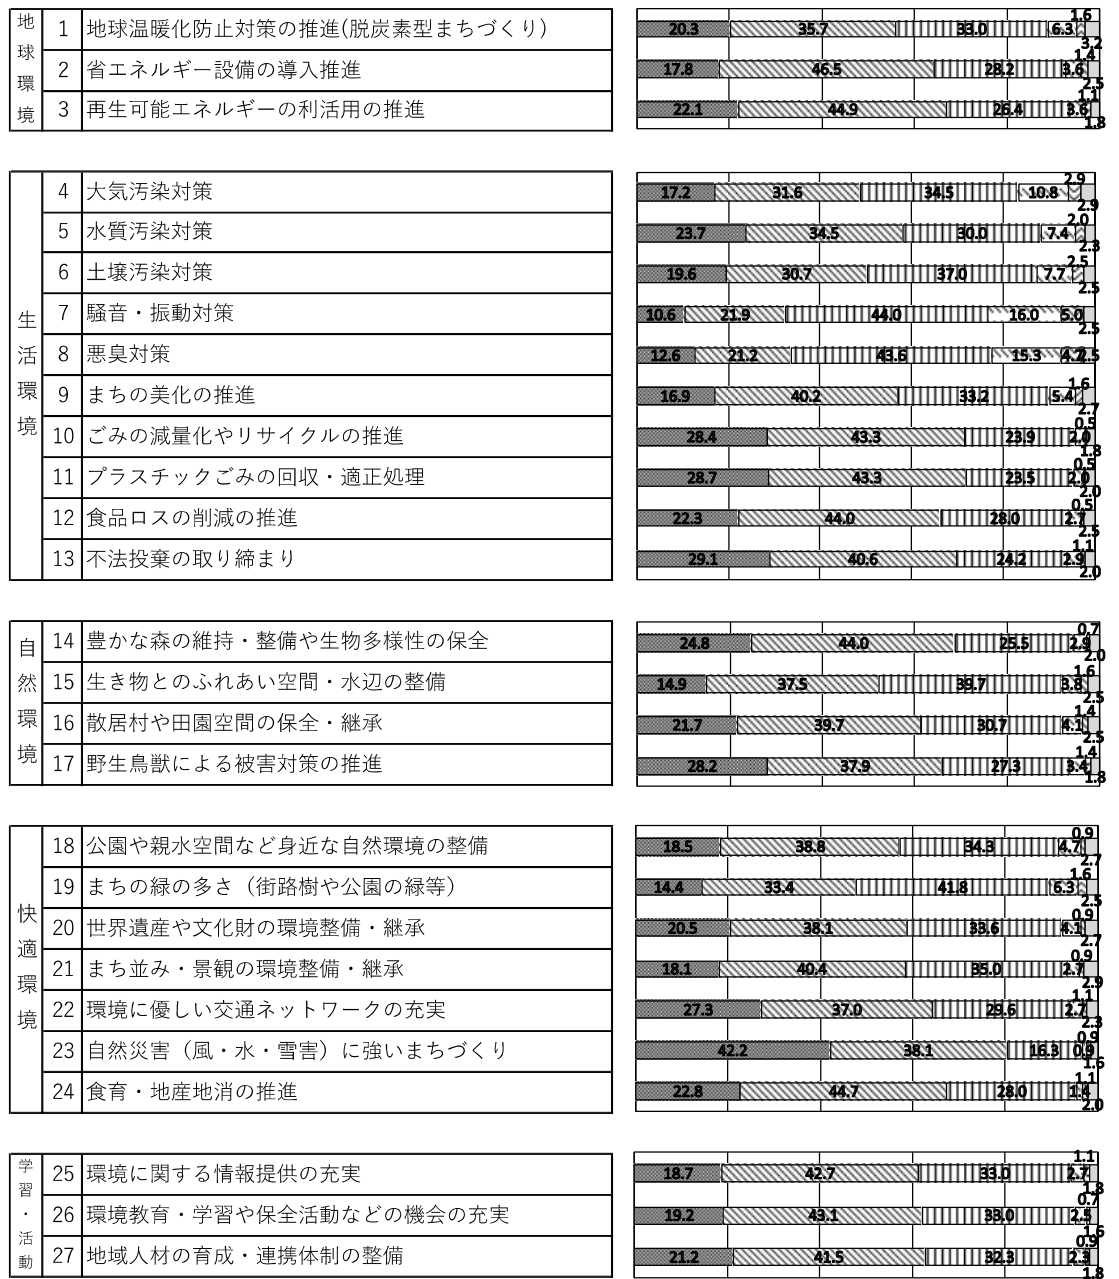 地球環境
1 地球温暖化防止対策の推進(脱炭素型まちづくり) 20.3 35.7 33.0 6.3 1.6 3.2
2 省エネルギー設備の導入推進 17.8 46.5 28.2 3.6 1.4 2.5
3 再生可能エネルギーの利活用の推進 22.1 44.9 26.4 3.6 1.1 1.8
生活環境
4 大気汚染対策 17.2 31.6 34.5 10.8 2.9 2.9
5 水質汚染対策 23.7 34.5 30.0 7.4 2.0 2.3
6 土壌汚染対策 19.6 30.7 37.0 7.7 2.5 2.5
7 騒音・振動対策 10.6 21.9 44.0 16.0 5.0 2.5
8 悪臭対策 12.6 21.2 43.6 15.3 4.7 2.5
9 まちの美化の推進 16.9 40.2 33.2 5.4 1.6 2.7
10 ごみの減量化やリサイクルの推進 28.4 43.3 23.9 2.0 0.5 1.8
11 プラスチックごみの回収・適正処理 28.7 43.3 23.5 2.0 0.5 2.0
12 食品ロスの削減の推進 22.3 44.0 28.0 2.7 0.5 2.5
13 不法投棄の取り締まり 29.1 40.6 24.2 2.9 1.1 2.0
自然環境
14 豊かな森の維持・整備や生物多様性の保全 24.8 44.0 25.5 2.9 0.7 2.0
15 生き物とのふれあい空間・水辺の整備 14.9 37.5 39.7 3.8 1.6 2.5
16 散居村や田園空間の保全・継承 21.7 39.7 30.7 4.1 1.4 2.5
17 野生鳥獣による被害対策の推進 28.2 37.9 27.3 3.4 1.4 1.8
快適環境
18 公園や親水空間など身近な自然環境の整備 18.5 38.8 34.3 4.7 0.9 2.7
19 まちの緑の多さ（街路樹や公園の緑等） 14.4 33.4 41.8 6.3 1.6 2.5
20 世界遺産や文化財の環境整備・継承 20.5 38.1 33.6 4.1 0.9 2.7
21 まち並み・景観の環境整備・継承 18.1 40.4 35.0 2.7 0.9 2.9
22 環境に優しい交通ネットワークの充実 27.3 37.0 29.6 2.7 1.1 2.3
23 自然災害（風・水・雪害）に強いまちづくり 42.2 38.1 16.3 0.9 0.9 1.6
24 食育・地産地消の推進 22.8 44.7 28.0 1.4 1.1 2.0
学習・活動
25 環境に関する情報提供の充実 18.7 42.7 33.0 2.7 1.1 1.8
26 環境教育・学習や保全活動などの機会の充実 19.2 43.1 33.0 2.5 0.7 1.6
27 地域人材の育成・連携体制の整備 21.2 41.5 32.3 2.3 0.9 1.8